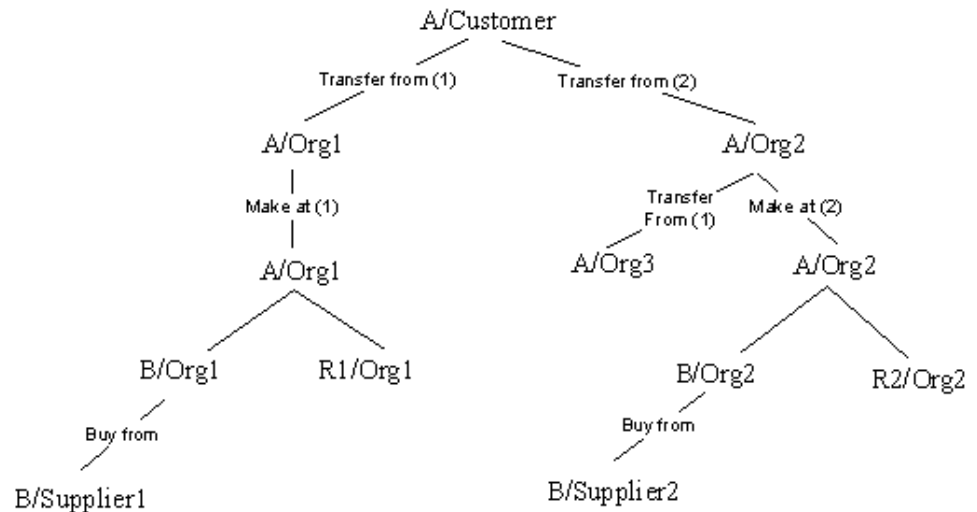 A/Customer
Transfer from (1)
Transfer from (2)
A/Org1
A/Org2
Make at (1)
Transfer
From (1)
Make at (2)
A/Org1
A/Org3
A/Org2
B/Org1
R1/Org1
B/Org2
R2/Org2
Buy from
Buy from
B/Supplier1
B/Supplier2